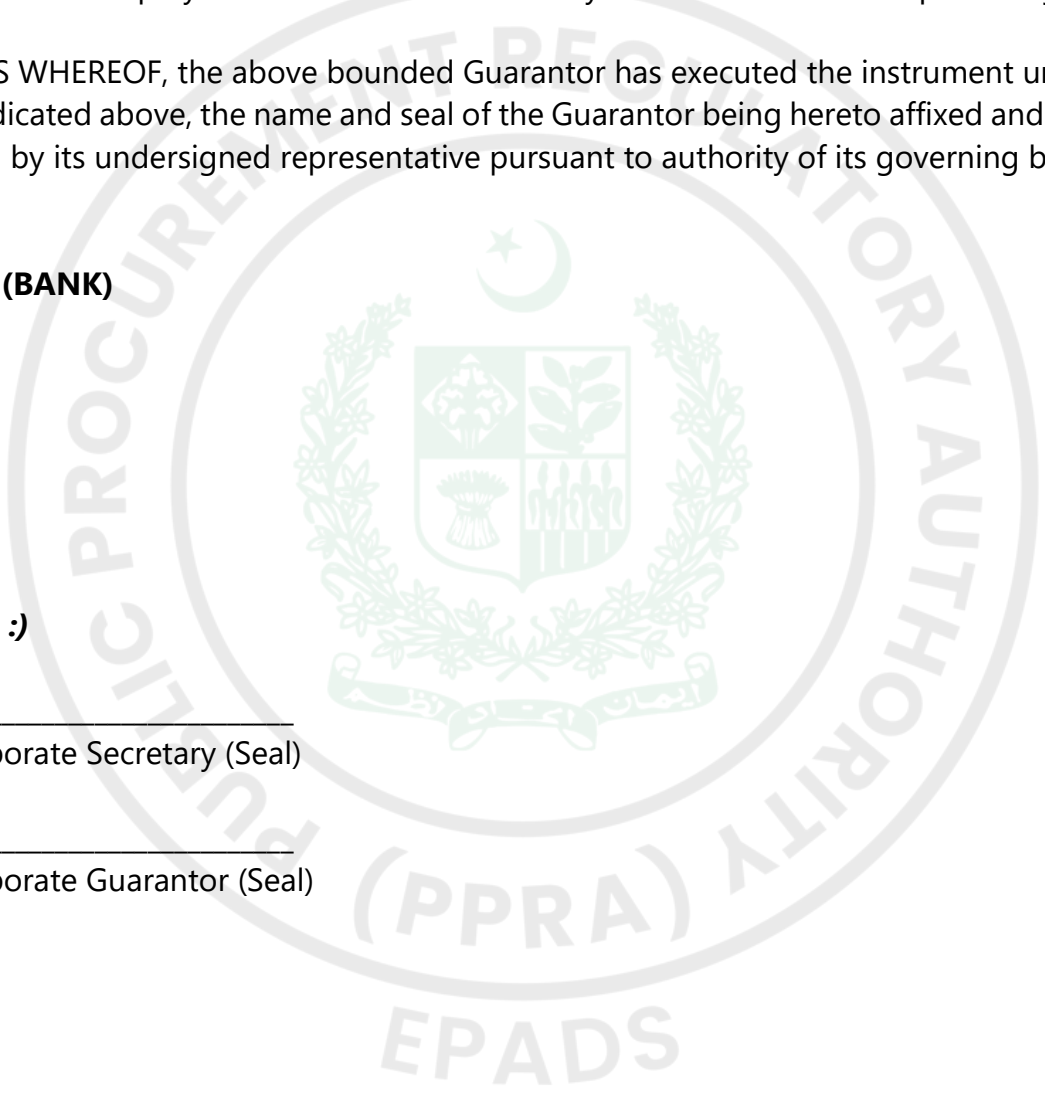 S WHEREOF, the above bounded Guarantor has executed the instrument
dicated above, the name and seal of the Guarantor being hereto affixed and
by its undersigned representative pursuant to authority of its governing
(BANK)
:)
porate Secretary (Seal)
porate Guarantor (Seal)
PUBLIC PROCUREMENT REGULATORY AUTHORITY
(PPRA)
EPADS